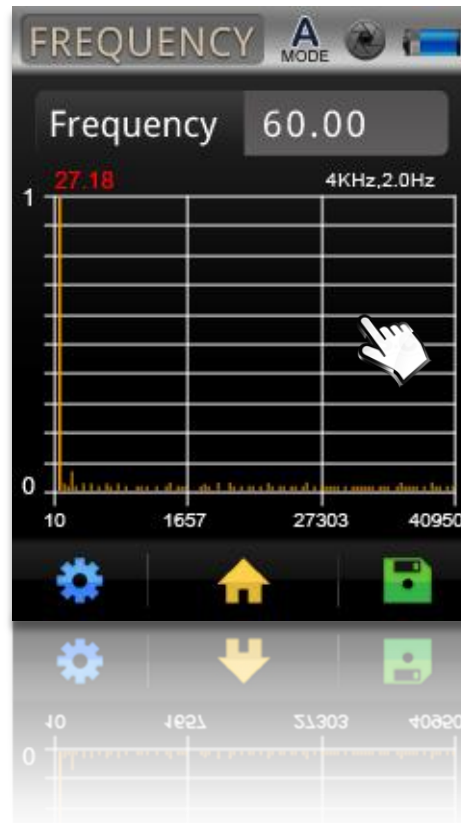 FREQUENCY A MODE
Frequency 60.00
27.18 4KHz,2.0Hz
1
0
10 1657 27303 40950